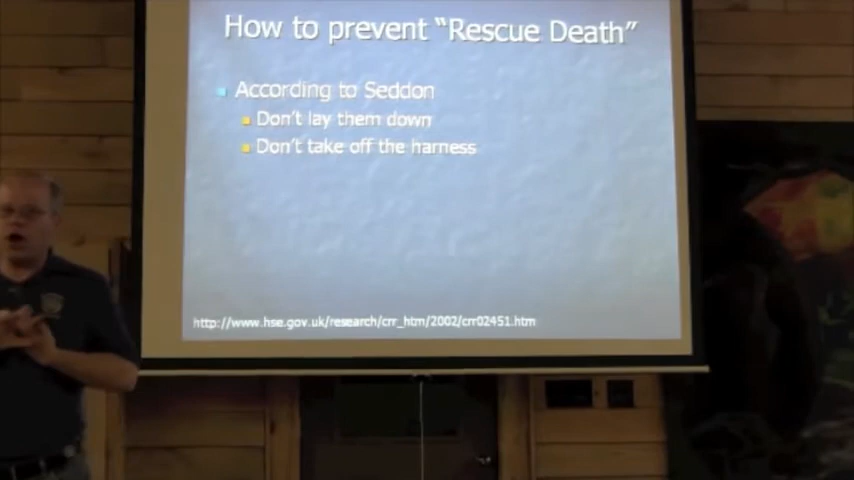 How to prevent “Rescue Death”
According to Seddon
Don’t lay them down
Don’t take off the harness
http://www.hse.gov.uk/research/crr_htm/2002/crr02451.htm